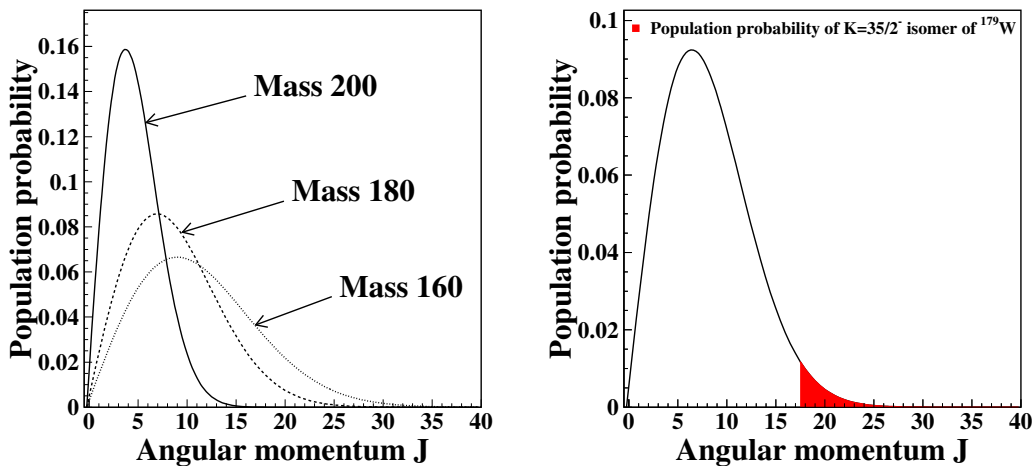 Population probability
0.16
0.14
0.12
0.1
0.08
0.06
0.04
0.02
0
Mass 200
Mass 180
Mass 160
0 5 10 15 20 25 30 35 40
Angular momentum J
Population probability
0.1
0.08
0.06
0.04
0.02
0
Population probability of K=35/2⁻ isomer of ¹⁷⁹W
0 5 10 15 20 25 30 35 40
Angular momentum J